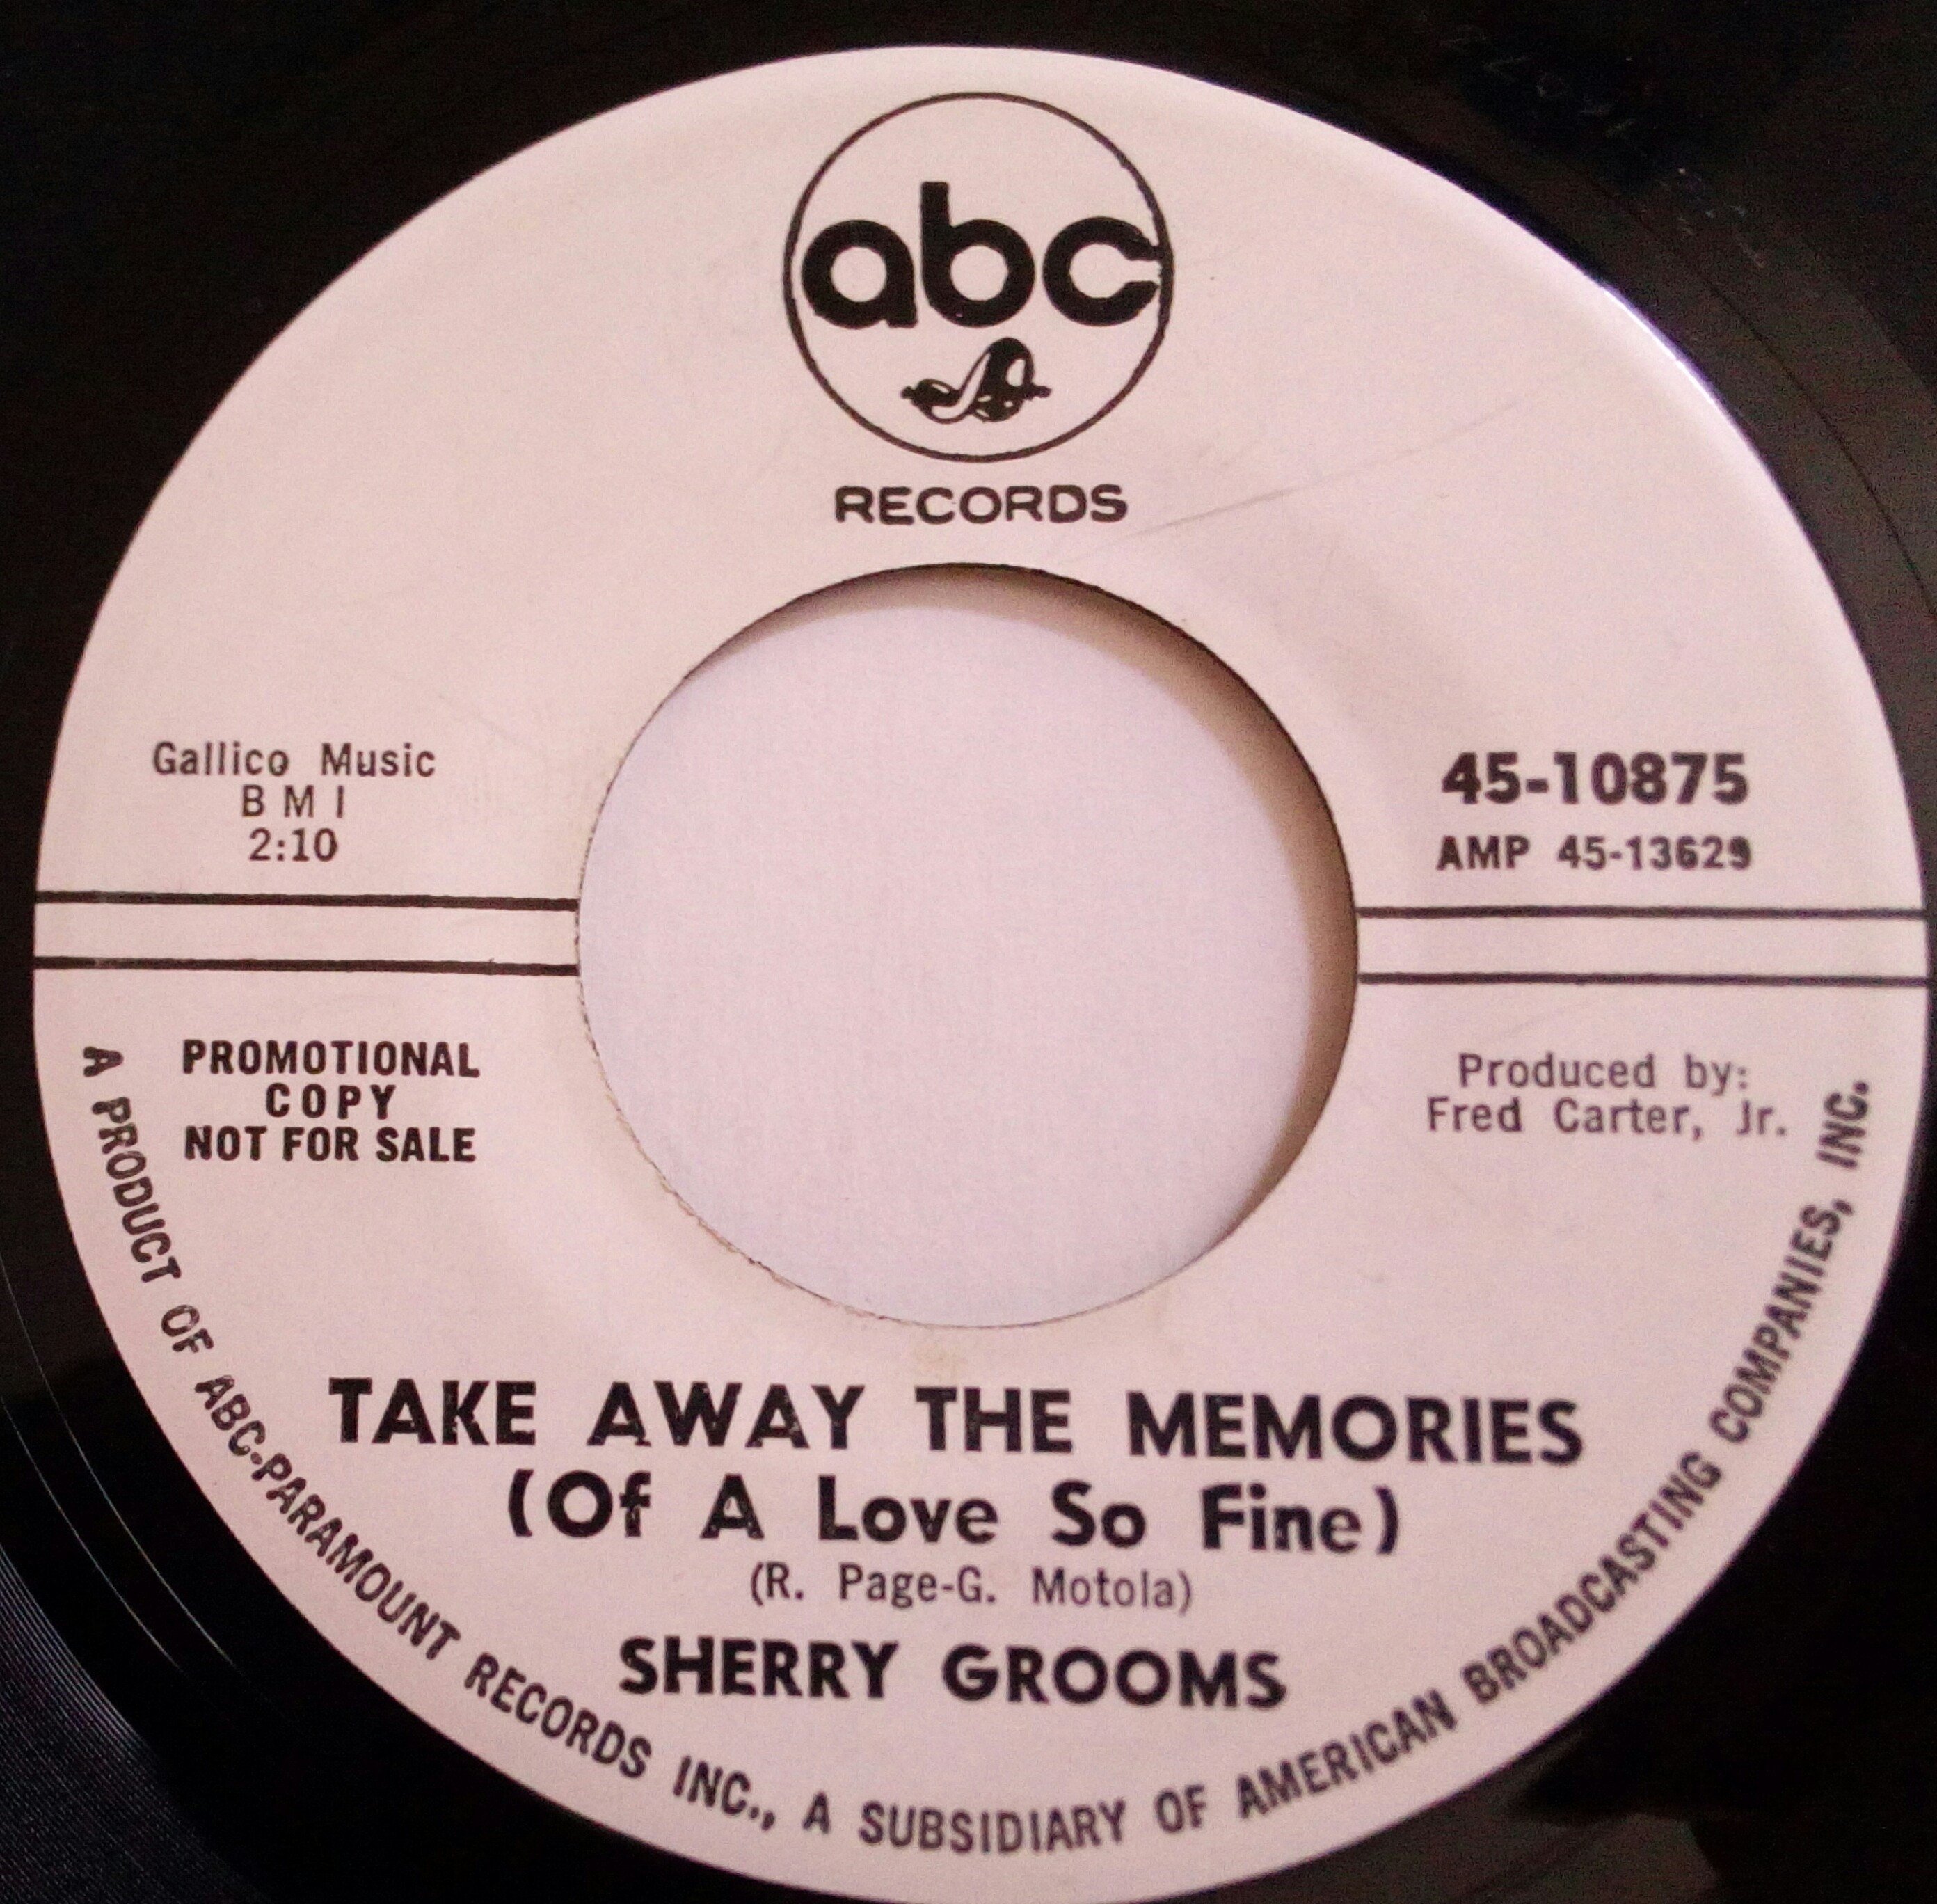 abc
RECORDS
Gallico Music
B M I
2:10
45-10875
AMP 45-13629
PROMOTIONAL
COPY
NOT FOR SALE
Produced by:
Fred Carter, Jr.
TAKE AWAY THE MEMORIES
(Of A Love So Fine)
(R. Page-G. Motola)
SHERRY GROOMS
A PRODUCT OF ABC-PARAMOUNT RECORDS INC., A SUBSIDIARY OF AMERICAN BROADCASTING COMPANIES, INC.